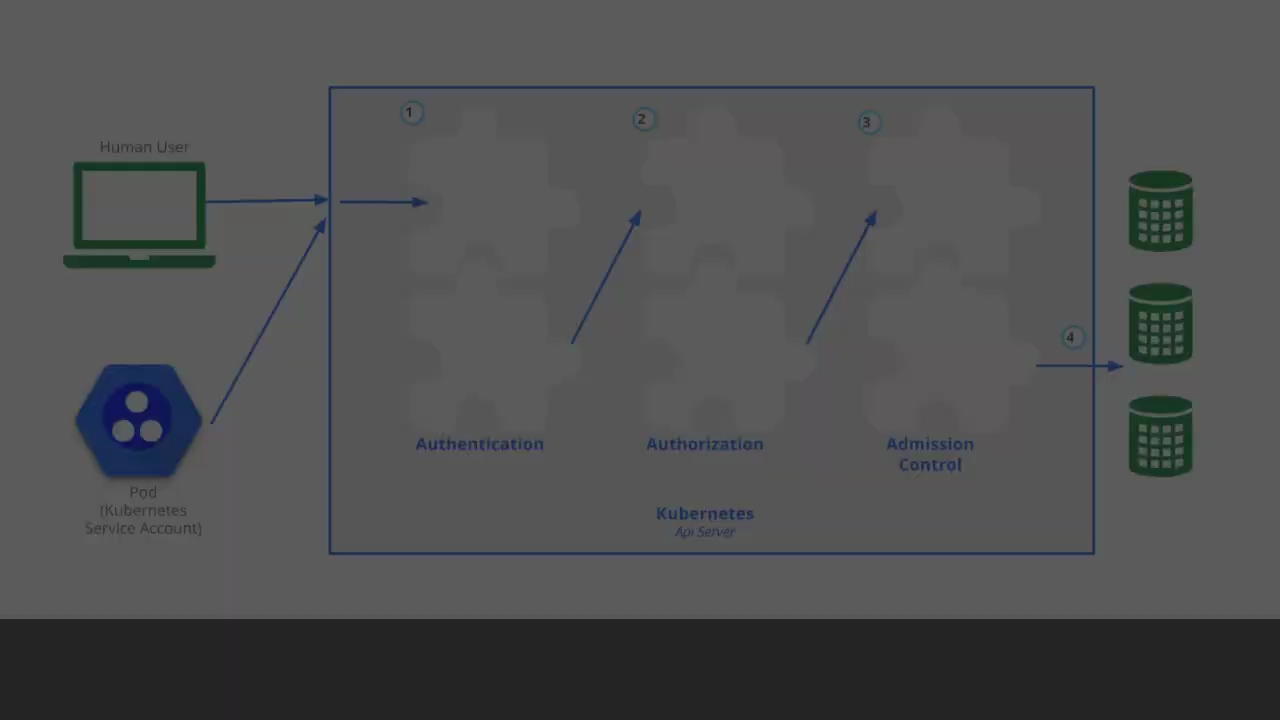 1
2
3
Human User
4
Authentication
Authorization
Admission
Control
Pod
(Kubernetes
Service Account)
Kubernetes
Api Server